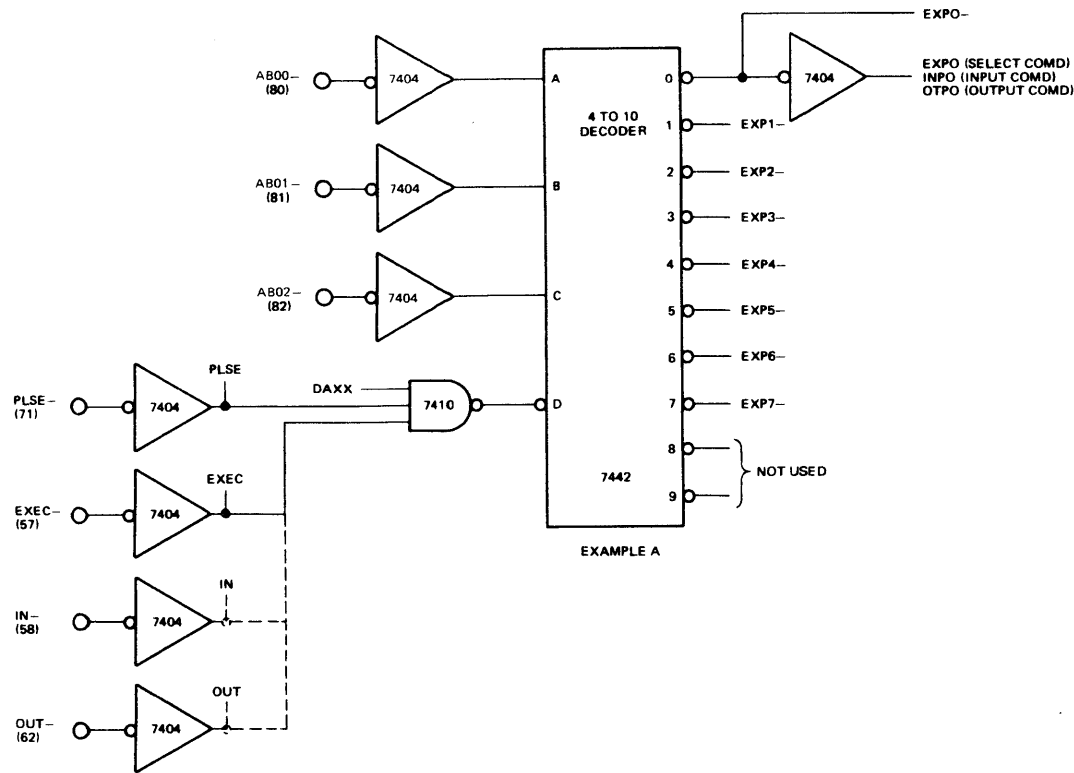 EXPO–
AB00–
(80)
7404
A
0
7404
EXPO (SELECT COMD)
INPO (INPUT COMD)
OTPO (OUTPUT COMD)
4 TO 10
DECODER
1
EXP1–
AB01–
(81)
7404
B
2
EXP2–
3
EXP3–
4
EXP4–
AB02–
(82)
7404
C
5
EXP5–
6
EXP6–
PLSE–
(71)
7404
PLSE
DAXX
7410
D
7
EXP7–
8
9
NOT USED
7442
EXEC–
(57)
7404
EXEC
EXAMPLE A
IN–
(58)
7404
IN
OUT–
(62)
7404
OUT